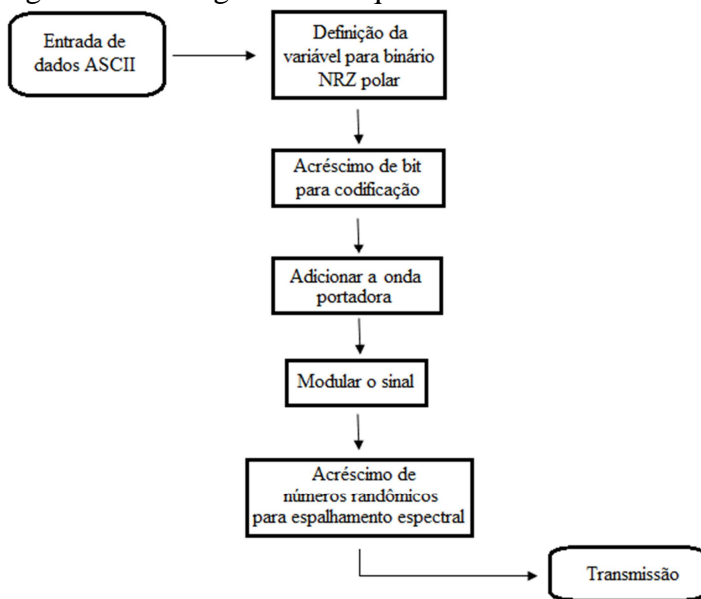 Entrada de
dados ASCII
Definição da
variável para binário
NRZ polar
Acréscimo de bit
para codificação
Adicionar a onda
portadora
Modular o sinal
Acréscimo de
números randômicos
para espalhamento espectral
Transmissão